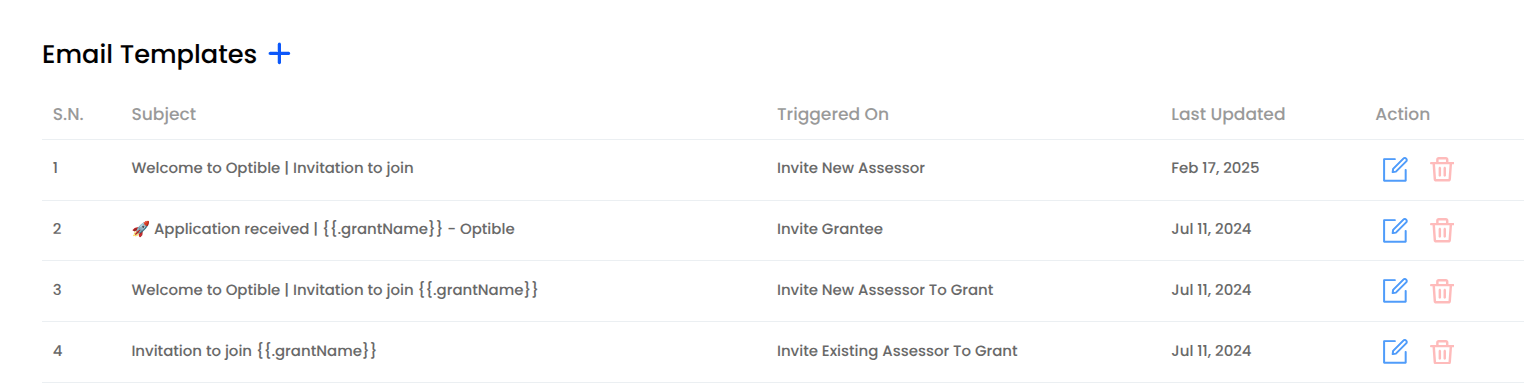 Email Templates +
S.N. Subject Triggered On Last Updated Action
1 Welcome to Optible | Invitation to join Invite New Assessor Feb 17, 2025
2 🚀 Application received | {{.grantName}} - Optible Invite Grantee Jul 11, 2024
3 Welcome to Optible | Invitation to join {{.grantName}} Invite New Assessor To Grant Jul 11, 2024
4 Invitation to join {{.grantName}} Invite Existing Assessor To Grant Jul 11, 2024